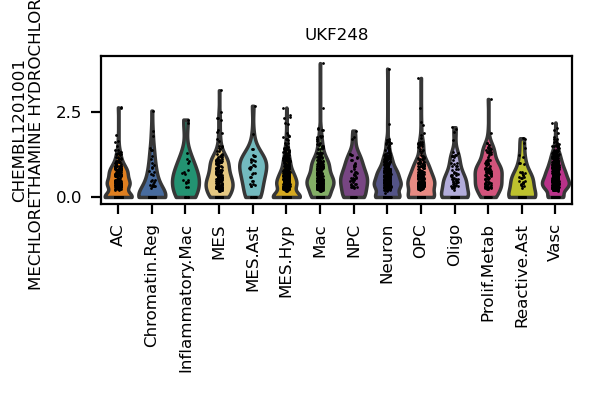 UKF248
CHEMBL1201001
MECHLORETHAMINE HYDROCHLOR
2.5
0.0
AC
Chromatin.Reg
Inflammatory.Mac
MES
MES.Ast
MES.Hyp
Mac
NPC
Neuron
OPC
Oligo
Prolif.Metab
Reactive.Ast
Vasc